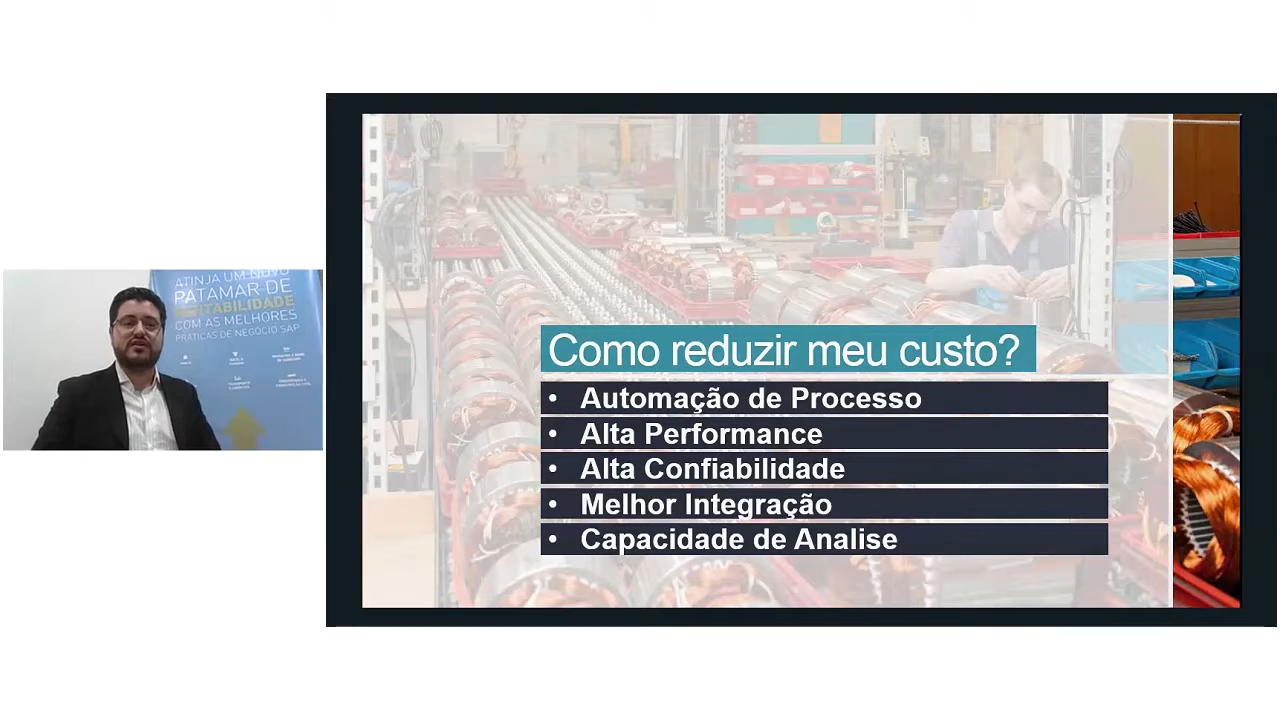 ATINJA UM NOVO
PATAMAR DE
RENTABILIDADE
COM AS MELHORES
PRÁTICAS DE NEGÓCIO SAP
Como reduzir meu custo?
• Automação de Processo
• Alta Performance
• Alta Confiabilidade
• Melhor Integração
• Capacidade de Analise